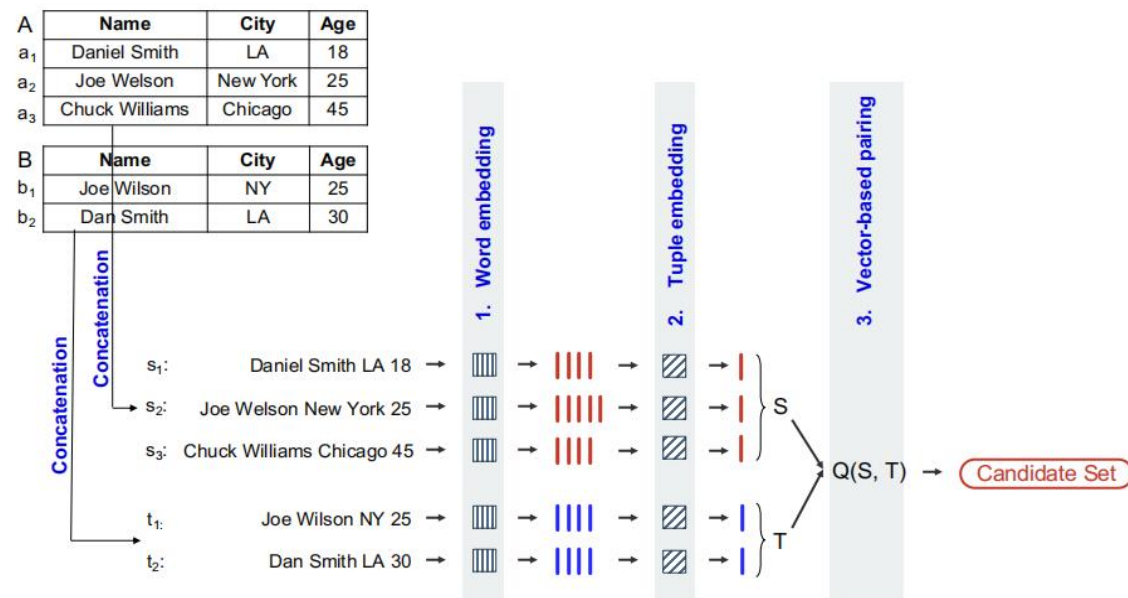 A Name City Age
a1 Daniel Smith LA 18
a2 Joe Welson New York 25
a3 Chuck Williams Chicago 45
B Name City Age
b1 Joe Wilson NY 25
b2 Dan Smith LA 30
Concatenation
Concatenation
1. Word embedding
2. Tuple embedding
3. Vector-based pairing
s1: Daniel Smith LA 18
s2: Joe Welson New York 25
s3: Chuck Williams Chicago 45
S
t1: Joe Wilson NY 25
t2: Dan Smith LA 30
T
Q(S, T)
Candidate Set